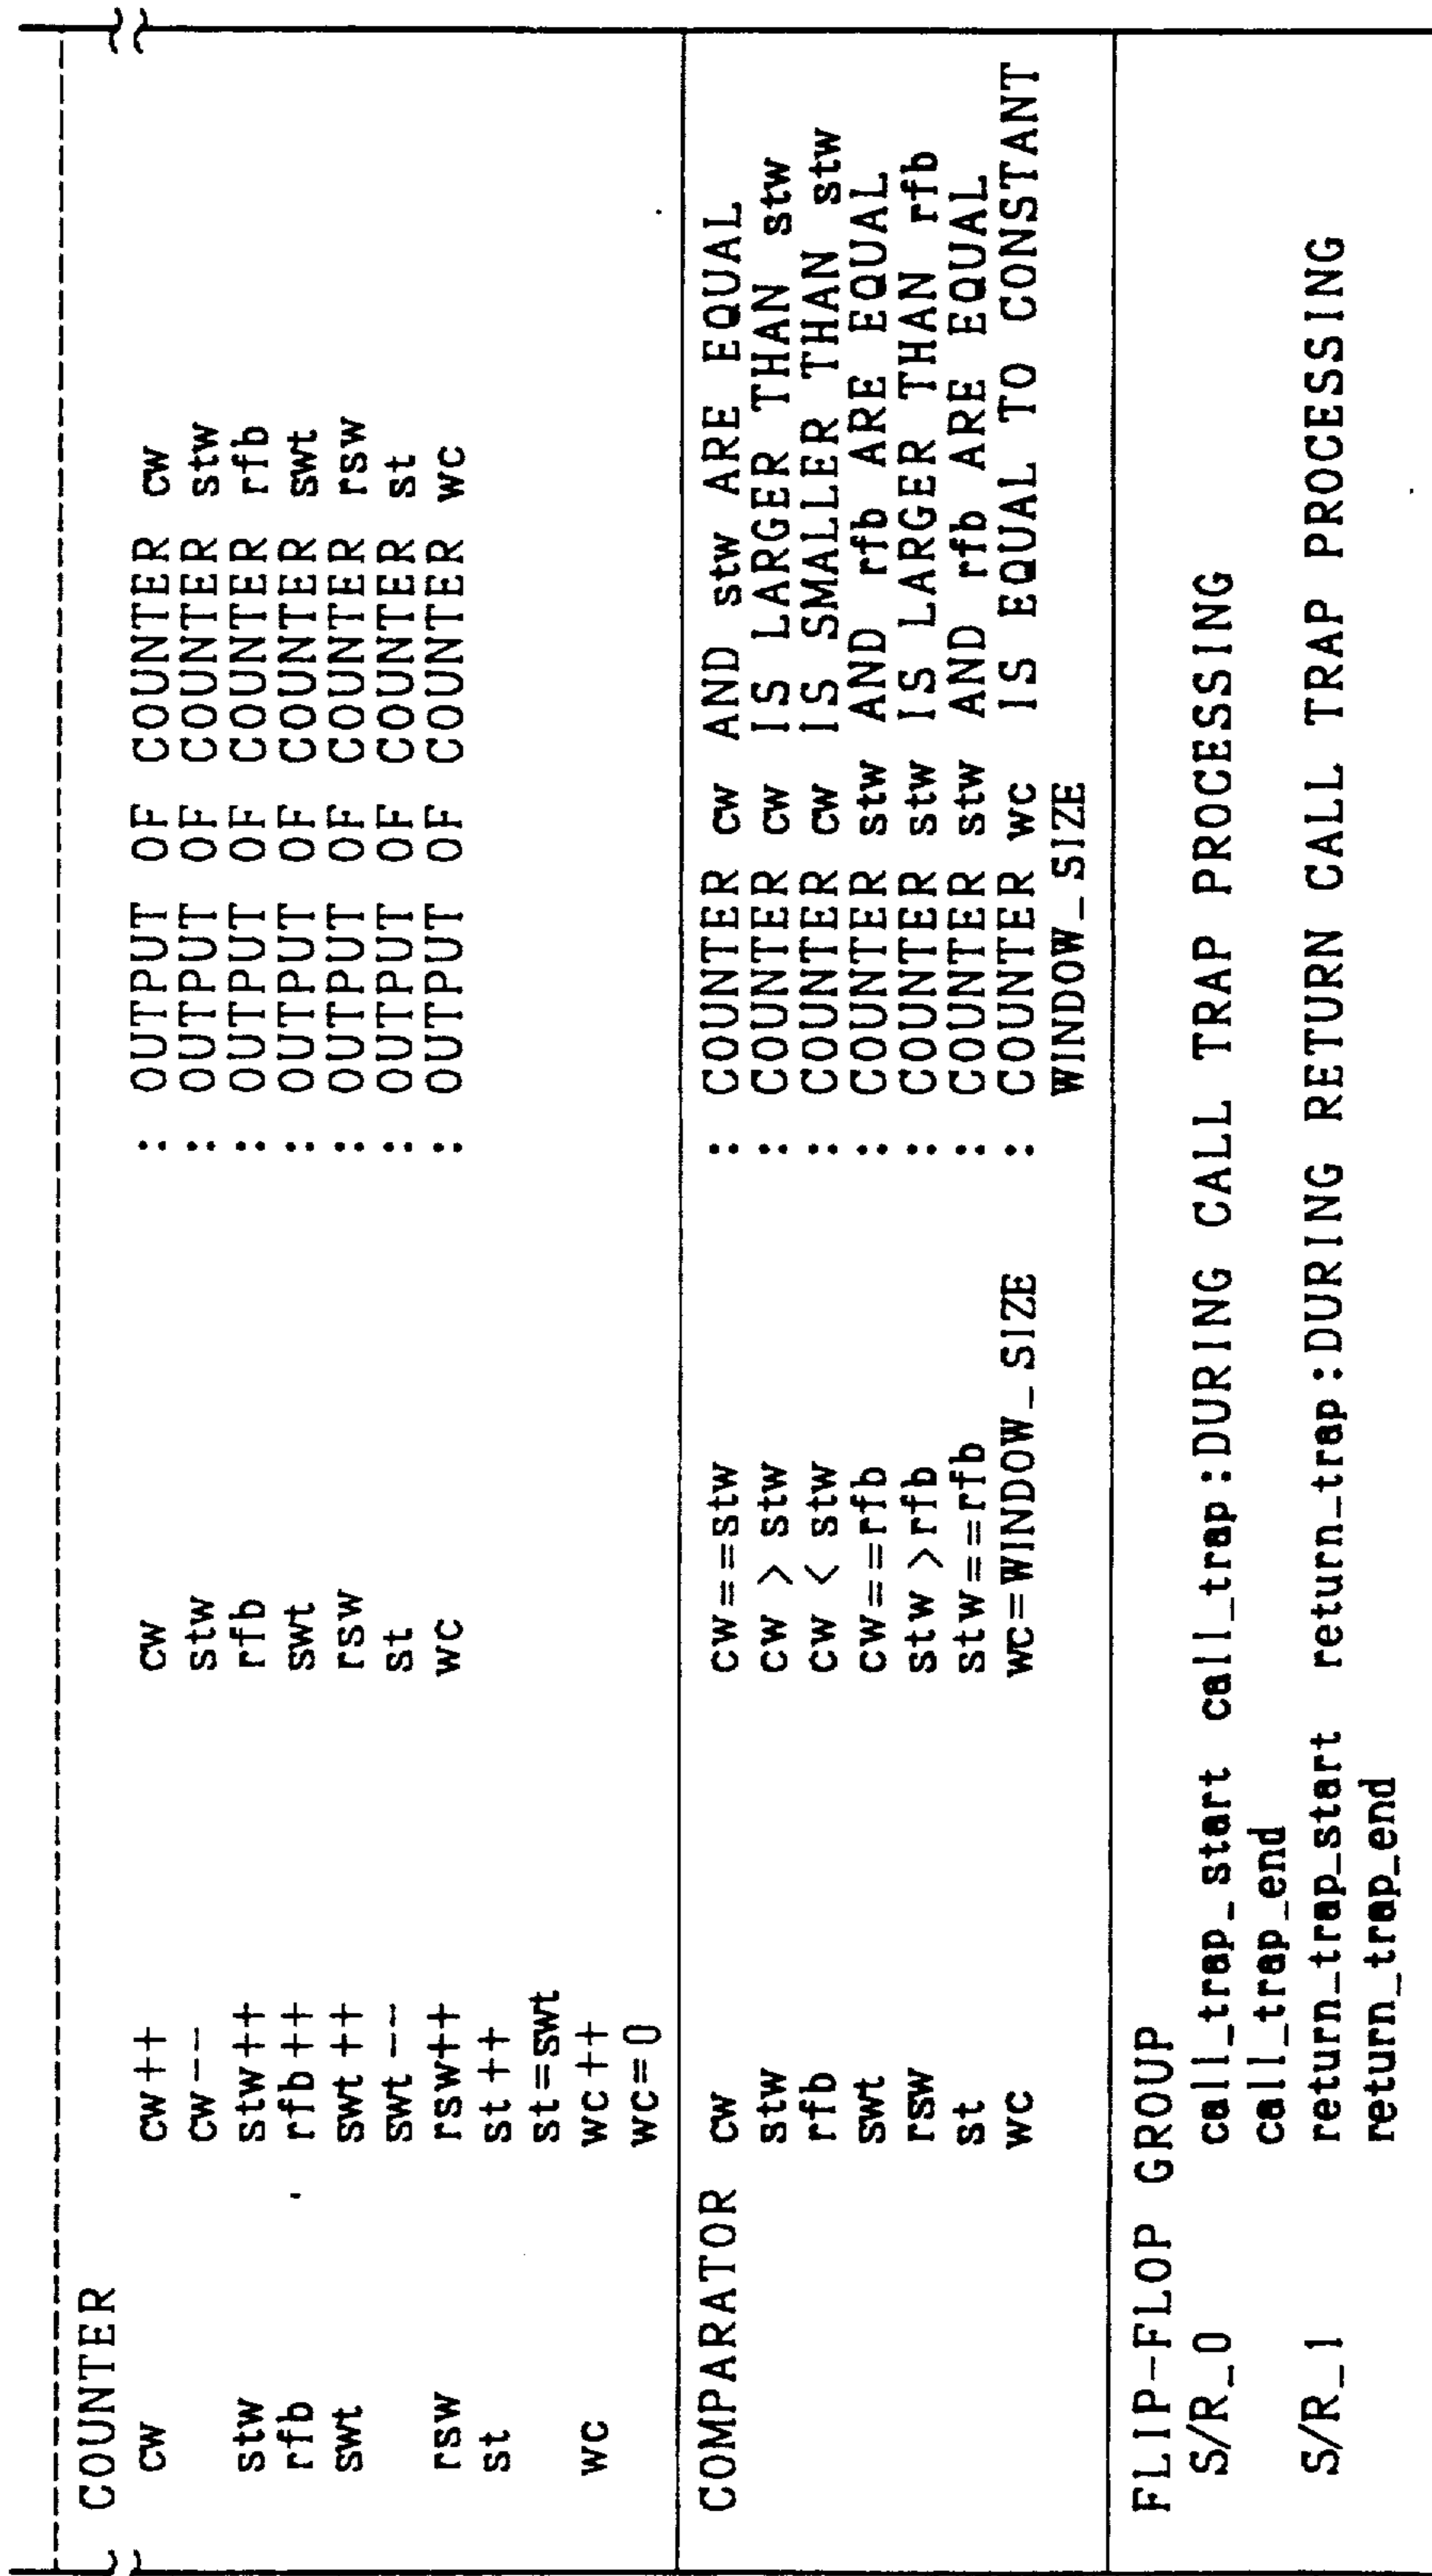 COUNTER
cw cw++ cw : OUTPUT OF COUNTER cw
cw-- stw : OUTPUT OF COUNTER stw
stw stw++ rfb : OUTPUT OF COUNTER rfb
rfb rfb++ swt : OUTPUT OF COUNTER swt
swt swt++ rsw : OUTPUT OF COUNTER rsw
swt-- st : OUTPUT OF COUNTER st
rsw rsw++ wc : OUTPUT OF COUNTER wc
st st++
st=swt
wc wc++
wc=0
COMPARATOR cw cw==stw : COUNTER cw AND stw ARE EQUAL
stw cw > stw : COUNTER cw IS LARGER THAN stw
rfb cw < stw : COUNTER cw IS SMALLER THAN stw
swt cw==rfb : COUNTER stw AND rfb ARE EQUAL
rsw stw >rfb : COUNTER stw IS LARGER THAN rfb
st stw==rfb : COUNTER stw AND rfb ARE EQUAL
wc wc=WINDOW_SIZE : COUNTER wc IS EQUAL TO CONSTANT
WINDOW_SIZE
FLIP-FLOP GROUP
S/R_0 call_trap_start call_trap:DURING CALL TRAP PROCESSING
call_trap_end
S/R_1 return_trap_start return_trap:DURING RETURN CALL TRAP PROCESSING
return_trap_end